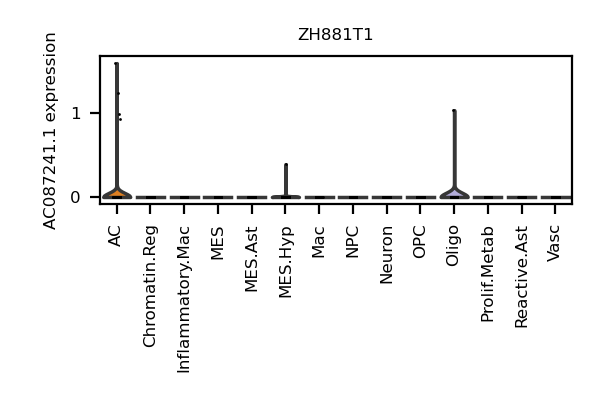 ZH881T1
AC087241.1 expression
1
0
AC
Chromatin.Reg
Inflammatory.Mac
MES
MES.Ast
MES.Hyp
Mac
NPC
Neuron
OPC
Oligo
Prolif.Metab
Reactive.Ast
Vasc